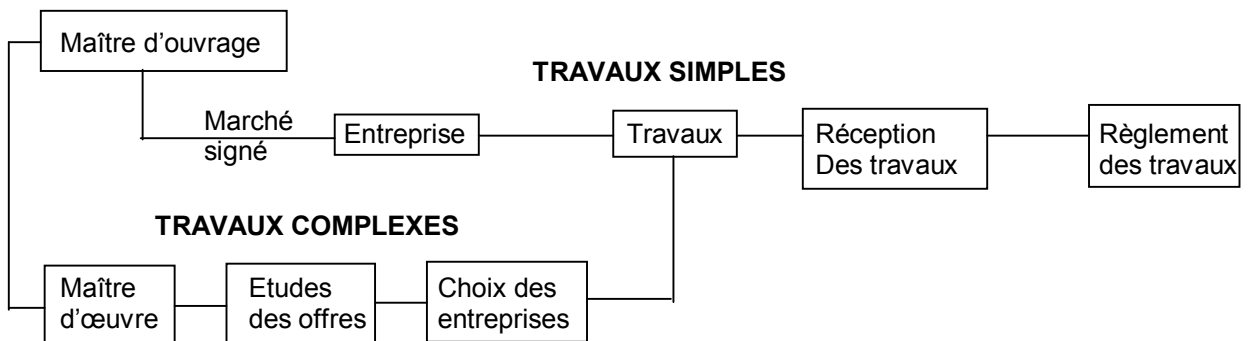 Maître d'ouvrage
TRAVAUX SIMPLES
Marché
signé
Entreprise
Travaux
Réception
Des travaux
Règlement
des travaux
TRAVAUX COMPLEXES
Maître
d'œuvre
Etudes
des offres
Choix des
entreprises